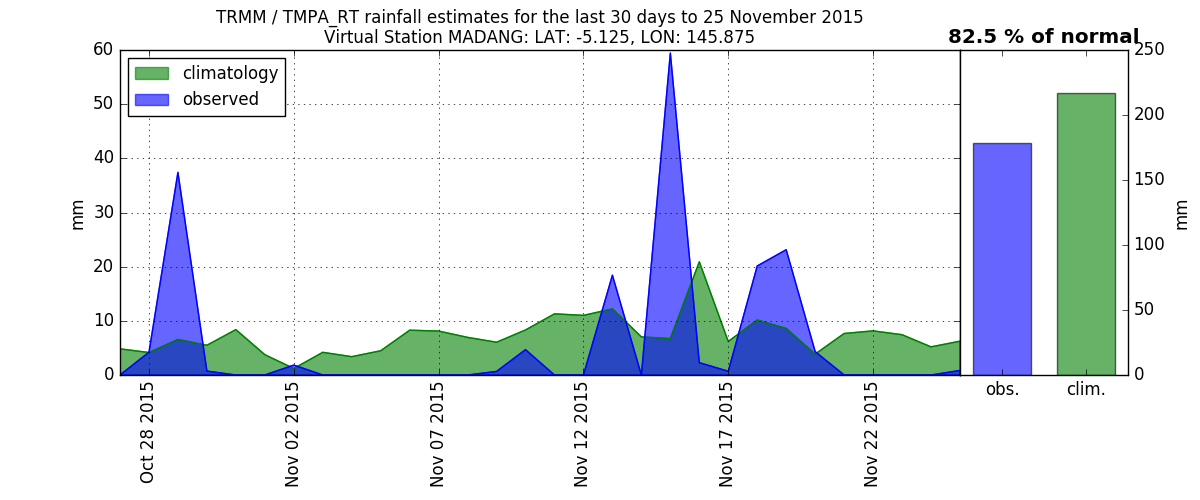 TRMM / TMPA_RT rainfall estimates for the last 30 days to 25 November 2015
Virtual Station MADANG: LAT: -5.125, LON: 145.875
82.5 % of normal
climatology
observed
60
50
40
30
20
10
0
mm
Oct 28 2015
Nov 02 2015
Nov 07 2015
Nov 12 2015
Nov 17 2015
Nov 22 2015
250
200
150
100
50
0
mm
obs.
clim.